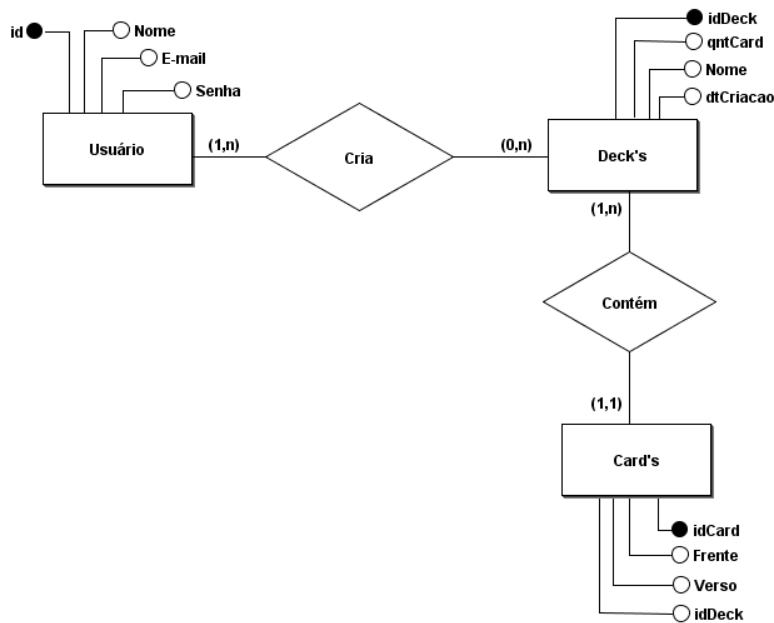 id
Nome
E-mail
Senha
Usuário
(1,n)
Cria
(0,n)
idDeck
qntCard
Nome
dtCriacao
Deck's
(1,n)
Contém
(1,1)
Card's
idCard
Frente
Verso
idDeck